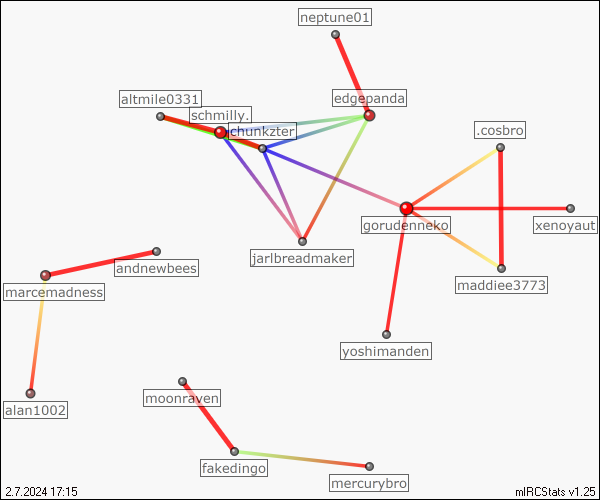 neptune01
altmile0331
edgepanda
schmilly.
chunkzter
.cosbro
gorudenneko
xenoyaut
jarlbreadmaker
andnewbees
maddiee3773
marcemadness
yoshimanden
moonraven
alan1002
fakedingo
mercurybro
2.7.2024 17:15
mIRCStats v1.25